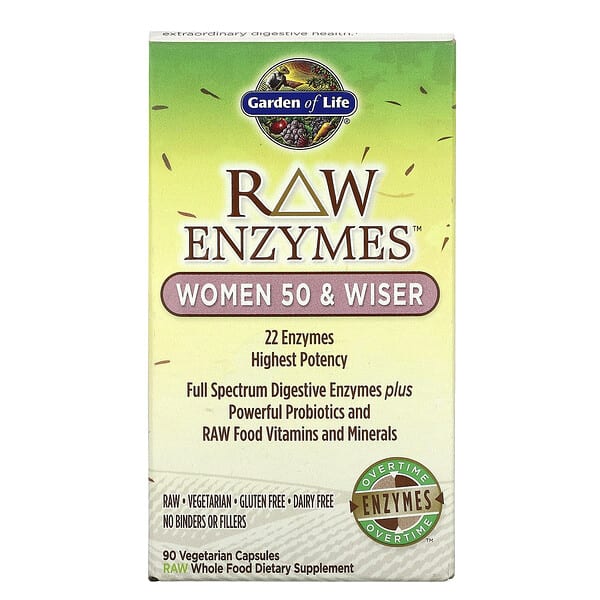 extraordinary digestive health.†
Garden of Life®
RAW
ENZYMES™
WOMEN 50 & WISER
22 Enzymes
Highest Potency
Full Spectrum Digestive Enzymes plus
Powerful Probiotics and
RAW Food Vitamins and Minerals
OVERTIME
ENZYMES
OVERTIME™
RAW • VEGETARIAN • GLUTEN FREE • DAIRY FREE
NO BINDERS OR FILLERS
90 Vegetarian Capsules
RAW Whole Food Dietary Supplement